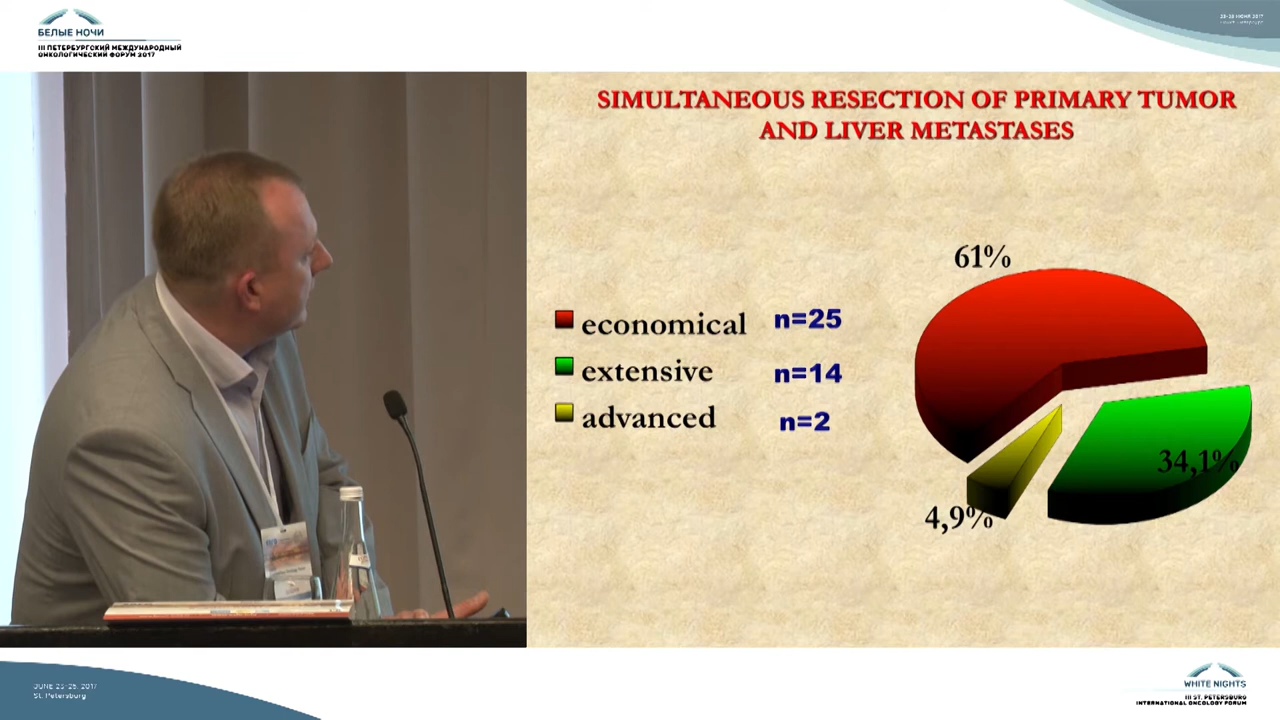 БЕЛЫЕ НОЧИ
III ПЕТЕРБУРГСКИЙ МЕЖДУНАРОДНЫЙ
ОНКОЛОГИЧЕСКИЙ ФОРУМ 2017
SIMULTANEOUS RESECTION OF PRIMARY TUMOR
AND LIVER METASTASES
61%
economical n=25
extensive n=14
advanced n=2
34,1%
4,9%
JUNE 23-25, 2017
St. Petersburg
WHITE NIGHTS
III ST. PETERSBURG
INTERNATIONAL ONCOLOGY FORUM